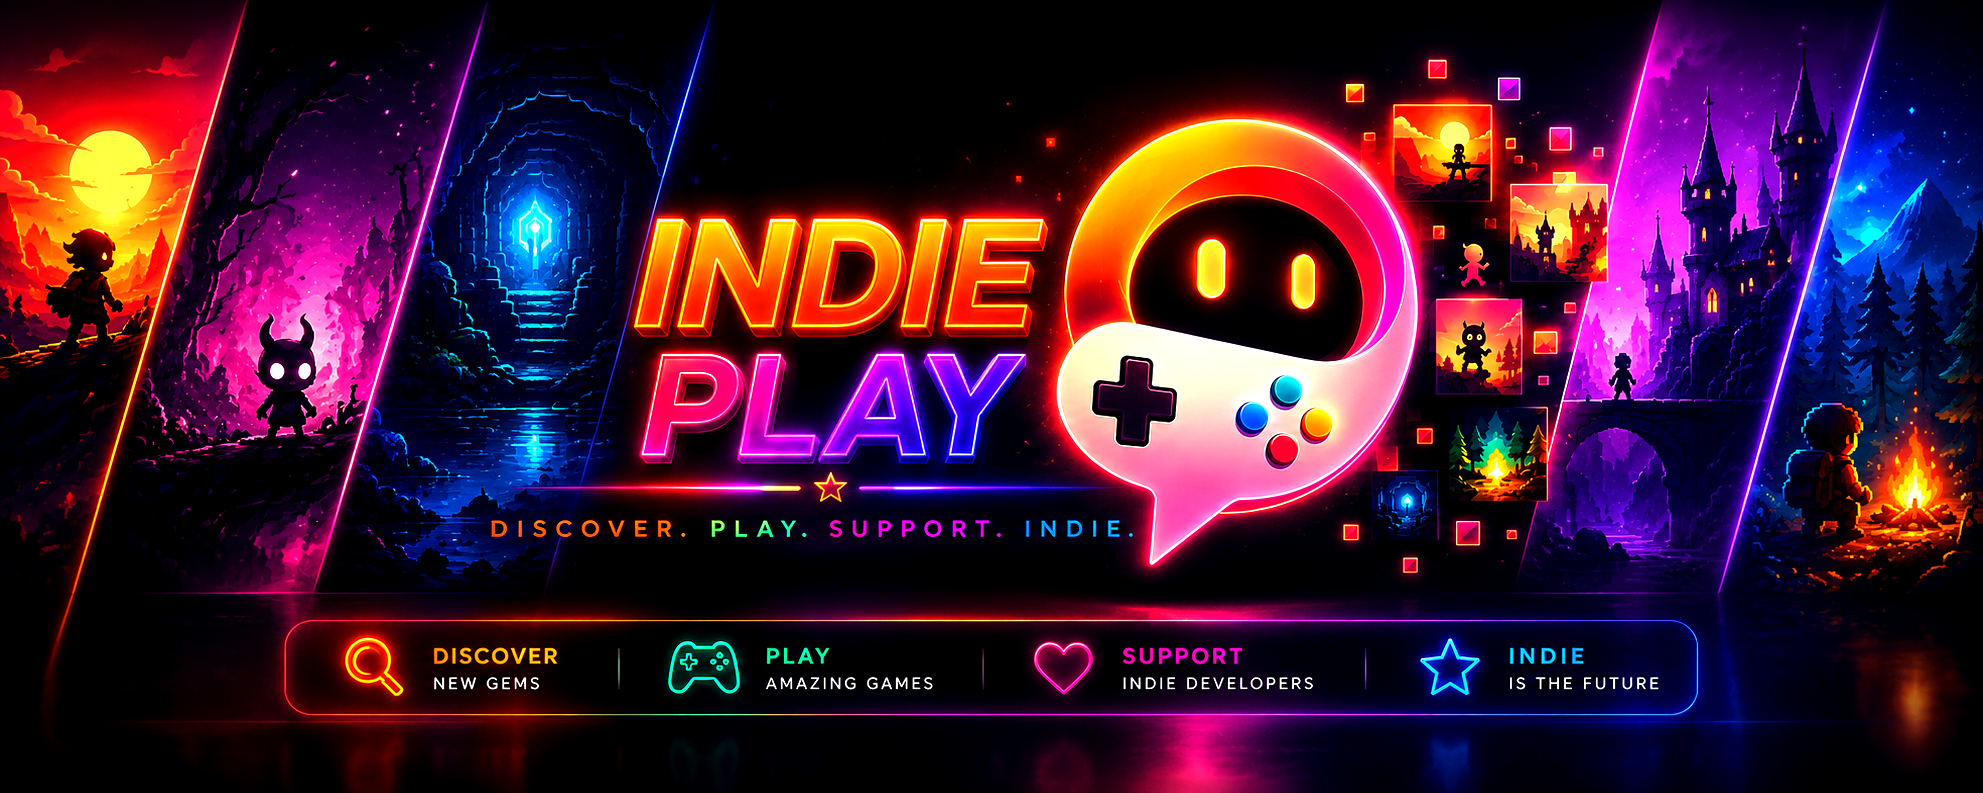 INDIE
PLAY
DISCOVER. PLAY. SUPPORT. INDIE.
DISCOVER
NEW GEMS
PLAY
AMAZING GAMES
SUPPORT
INDIE DEVELOPERS
INDIE
IS THE FUTURE